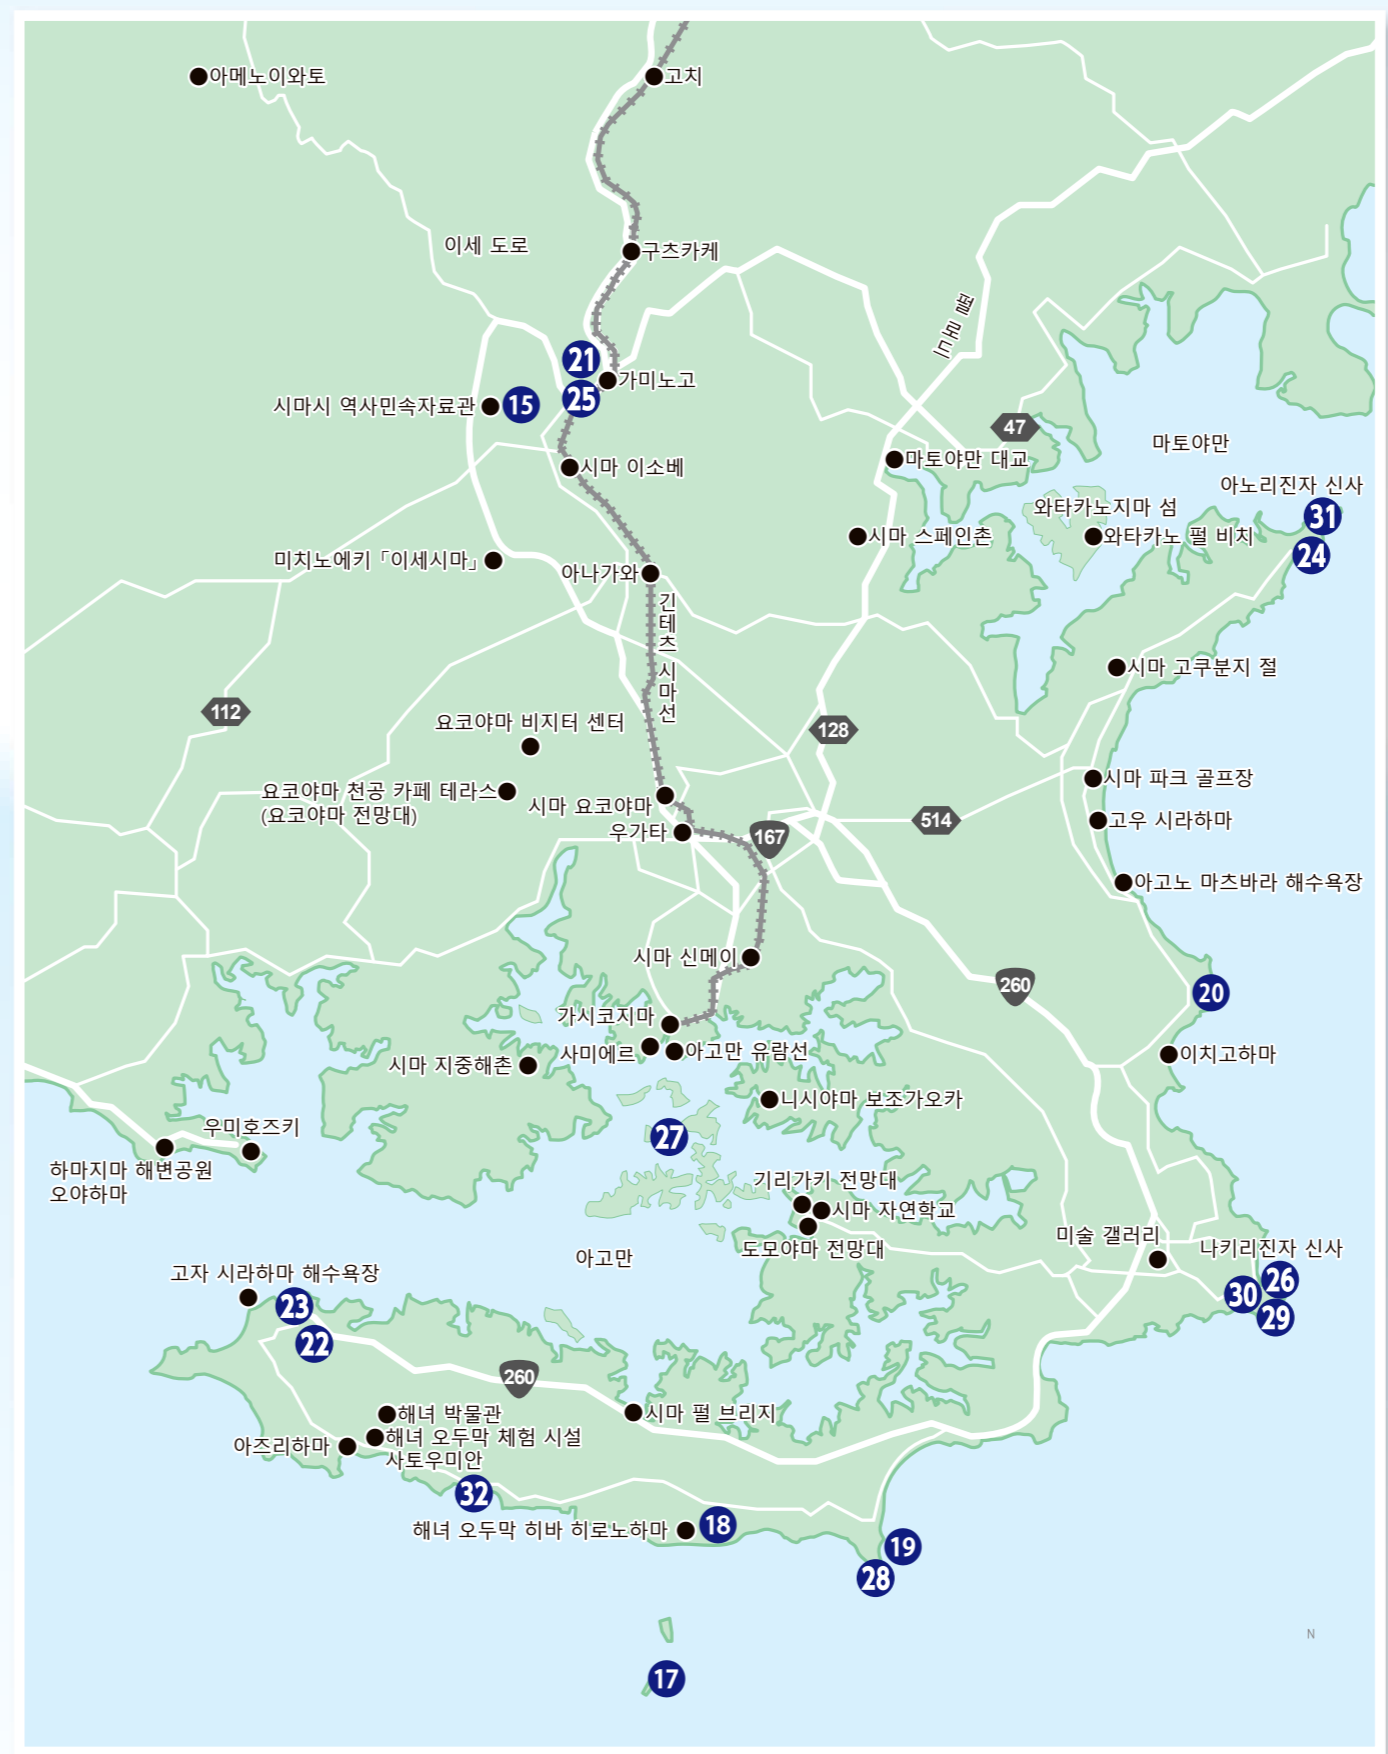 아메노이와토
고치
이세 도로
구츠카케
펄 로드
21
가미노고
25
시마시 역사민속자료관
15
47
마토야만
시마 이소베
마토야만 대교
아노리진자 신사
31
와타카노지마 섬
시마 스페인촌
와타카노 펄 비치
24
미치노에키 「이세시마」
아나가와
긴테츠 시마선
시마 고쿠분지 절
112
요코야마 비지터 센터
128
시마 파크 골프장
요코야마 천공 카페 테라스
(요코야마 전망대)
시마 요코야마
514
고우 시라하마
우가타
167
아고노 마츠바라 해수욕장
시마 신메이
260
20
가시코지마
사미에르
아고만 유람선
이치고하마
시마 지중해촌
니시야마 보조가오카
우미호즈키
27
하마지마 해변공원
오야하마
기리가키 전망대
시마 자연학교
도모야마 전망대
미술 갤러리
나키리진자 신사
아고만
고자 시라하마 해수욕장
26
30
29
23
22
260
해녀 박물관
시마 펄 브리지
해녀 오두막 체험 시설
사토우미안
아즈리하마
32
해녀 오두막 히바 히로노하마
18
19
28
N
17